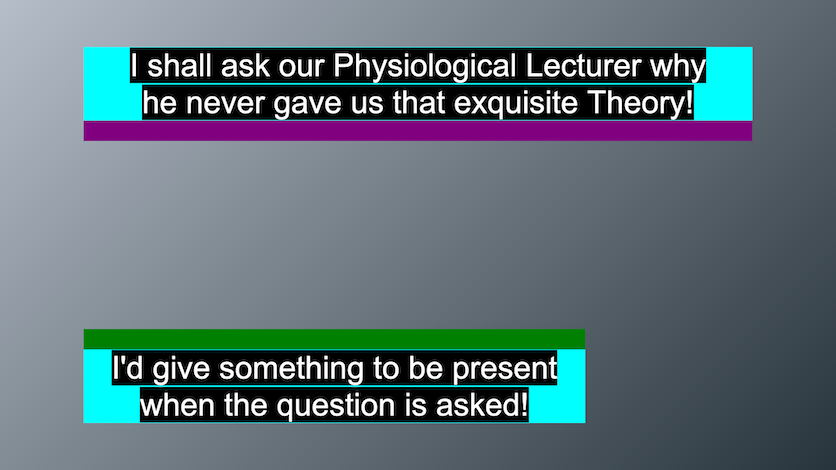 I shall ask our Physiological Lecturer why
he never gave us that exquisite Theory!
I'd give something to be present
when the question is asked!